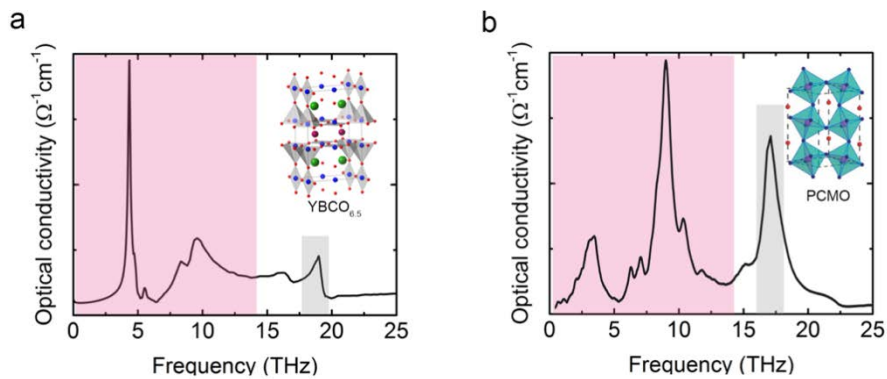 a
Optical conductivity (Ω⁻¹cm⁻¹)
YBCO₆.₅
0 5 10 15 20 25
Frequency (THz)
b
Optical conductivity (Ω⁻¹cm⁻¹)
PCMO
0 5 10 15 20 25
Frequency (THz)